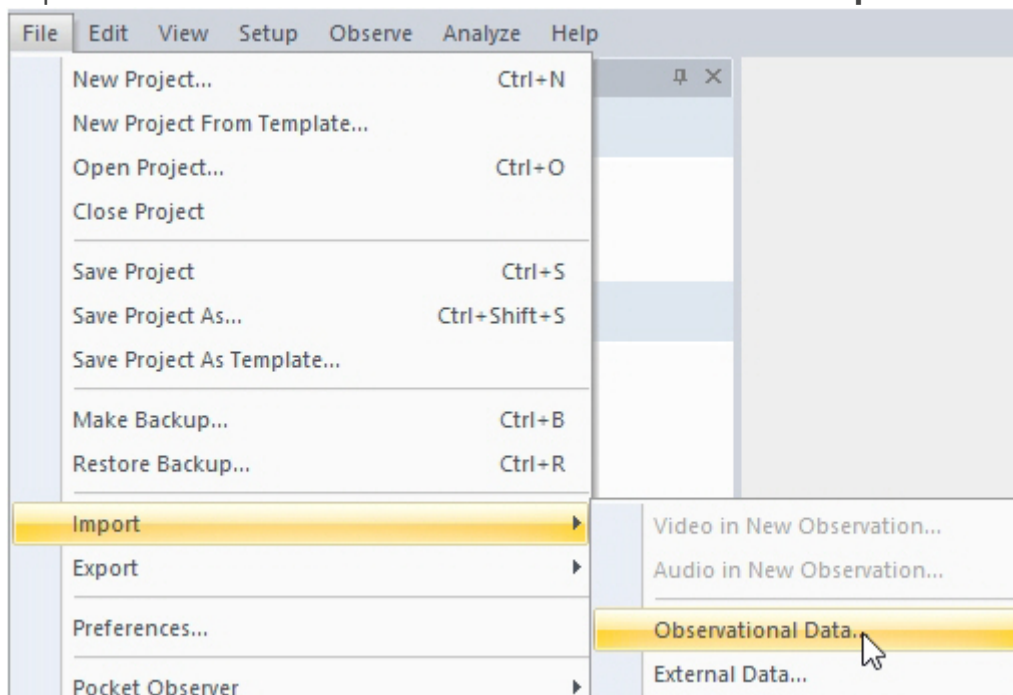 File Edit View Setup Observe Analyze Help
New Project... Ctrl+N
New Project From Template...
Open Project... Ctrl+O
Close Project
Save Project Ctrl+S
Save Project As... Ctrl+Shift+S
Save Project As Template...
Make Backup... Ctrl+B
Restore Backup... Ctrl+R
Import
Export
Preferences...
Pocket Observer
Video in New Observation...
Audio in New Observation...
Observational Data...
External Data...